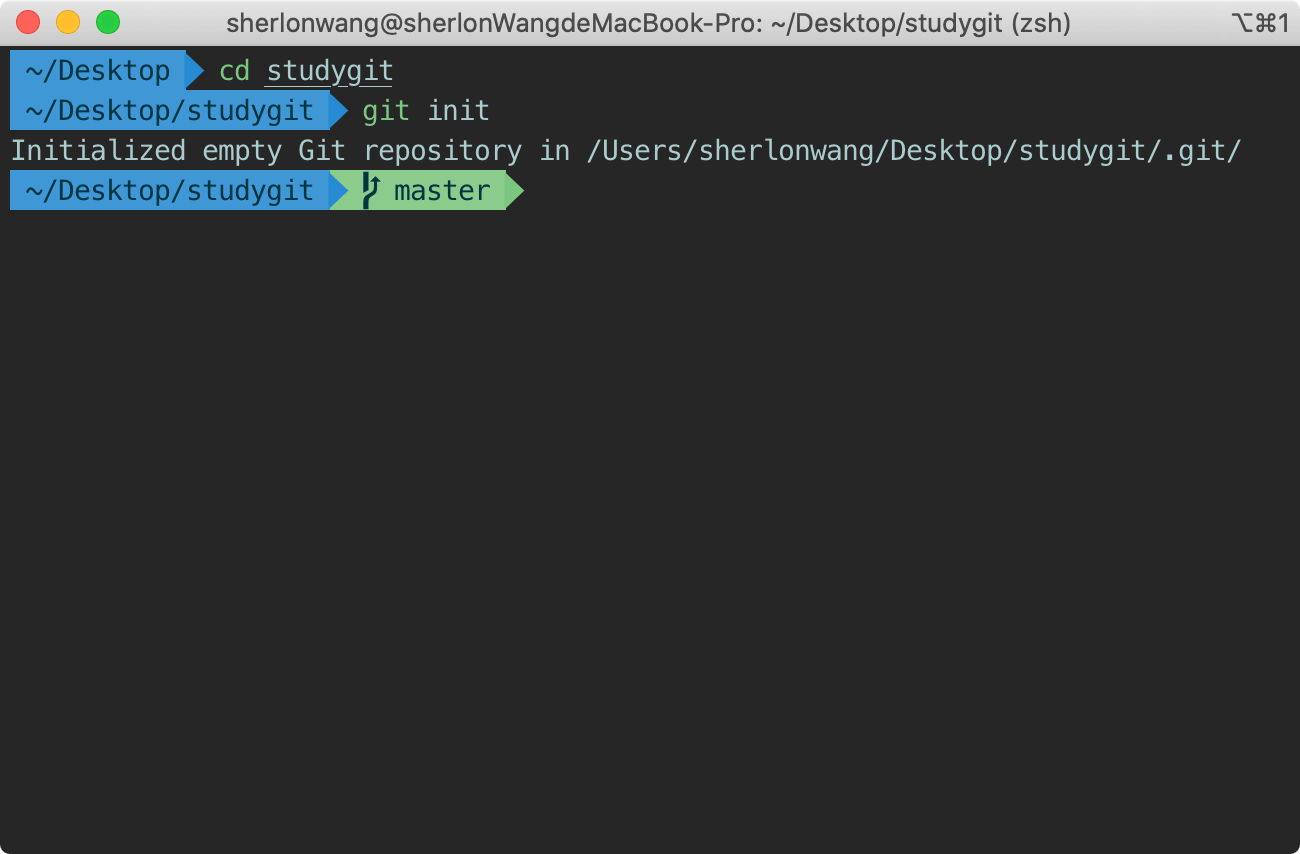 sherlonwang@sherlonWangdeMacBook-Pro: ~/Desktop/studygit (zsh) ⌥⌘1
~/Desktop cd studygit
~/Desktop/studygit git init
Initialized empty Git repository in /Users/sherlonwang/Desktop/studygit/.git/
~/Desktop/studygit master